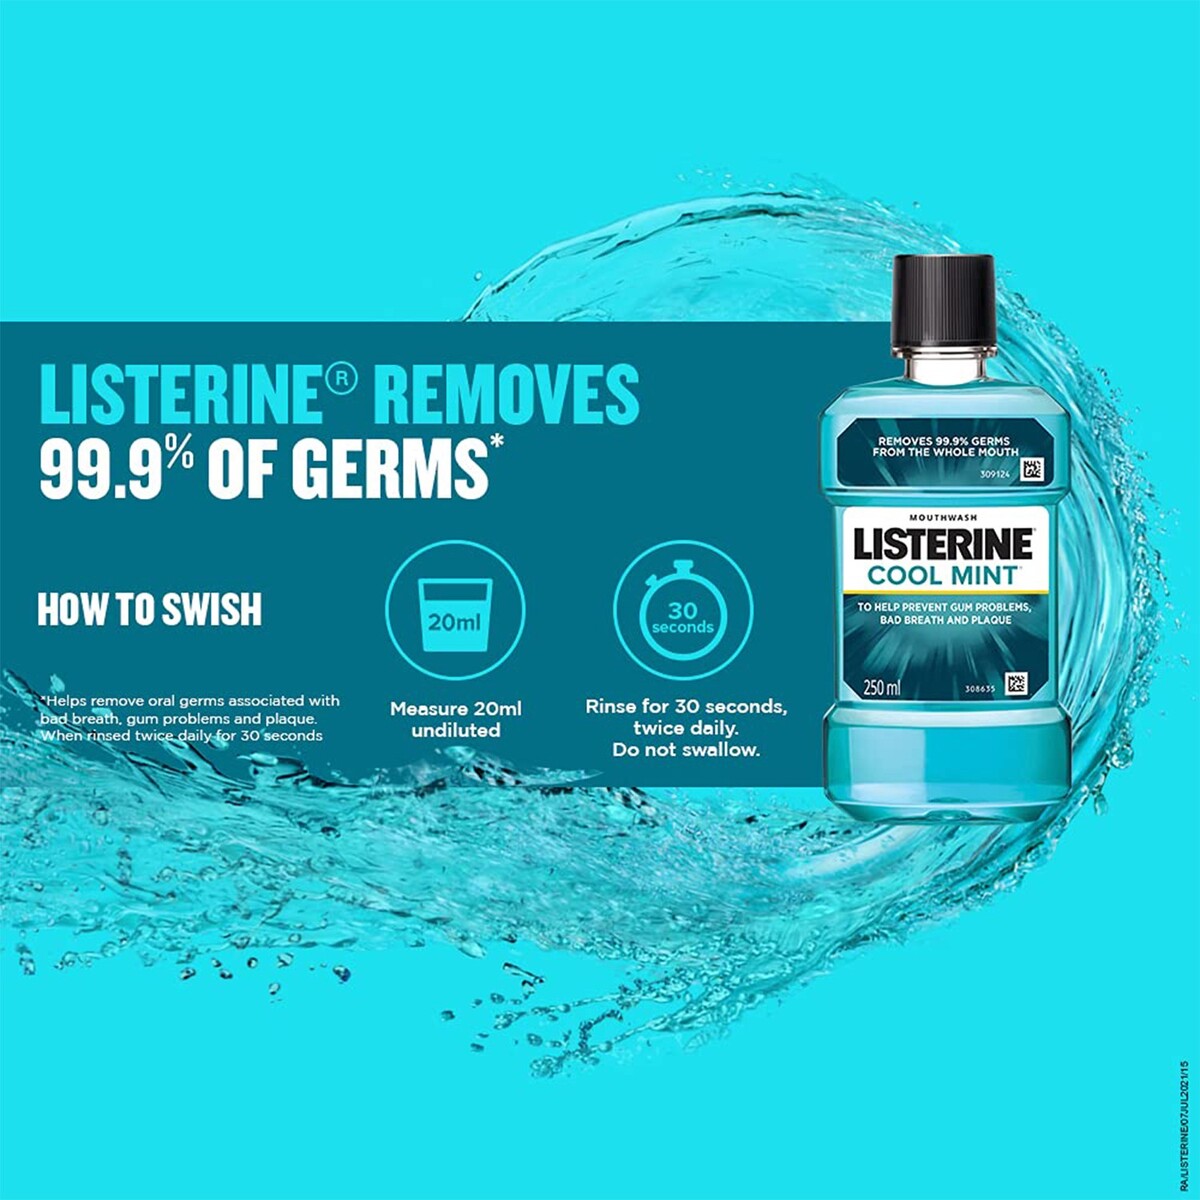 LISTERINE® REMOVES
99.9% OF GERMS*
HOW TO SWISH
20ml
Measure 20ml
undiluted
30
seconds
Rinse for 30 seconds,
twice daily.
Do not swallow.
*Helps remove oral germs associated with
bad breath, gum problems and plaque.
When rinsed twice daily for 30 seconds
REMOVES 99.9% GERMS
FROM THE WHOLE MOUTH
309124
MOUTHWASH
LISTERINE
COOL MINT
TO HELP PREVENT GUM PROBLEMS,
BAD BREATH AND PLAQUE
250 ml
308635
RA/LISTERINE/07JUL2021/15